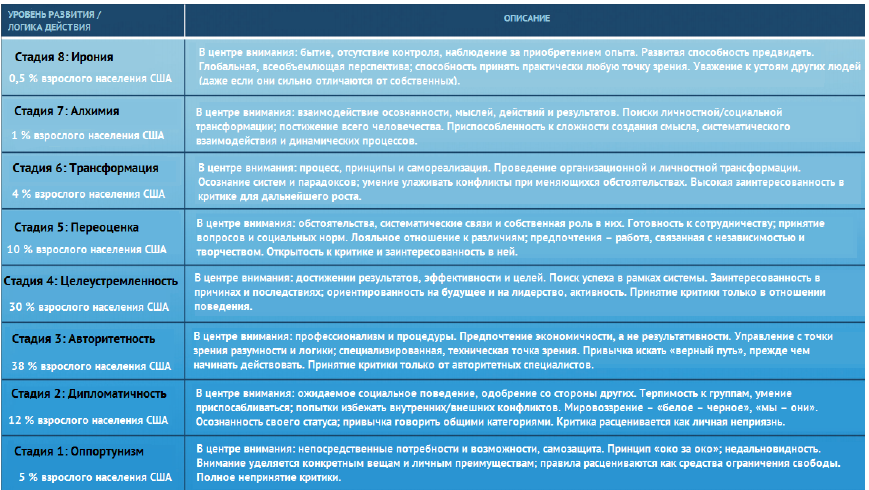 УРОВЕНЬ РАЗВИТИЯ /
ЛОГИКА ДЕЙСТВИЯ
ОПИСАНИЕ
Стадия 8: Ирония
0,5 % взрослого населения США
В центре внимания: бытие, отсутствие контроля, наблюдение за приобретением опыта. Развитая способность предвидеть.
Глобальная, всеобъемлющая перспектива; способность принять практически любую точку зрения. Уважение к устоям других людей
(даже если они сильно отличаются от собственных).
Стадия 7: Алхимия
1 % взрослого населения США
В центре внимания: взаимодействие осознанности, мыслей, действий и результатов. Поиски личностной/социальной
трансформации; постижение всего человечества. Приспособленность к сложности создания смысла, систематического
взаимодействия и динамических процессов.
Стадия 6: Трансформация
4 % взрослого населения США
В центре внимания: процесс, принципы и самореализация. Проведение организационной и личностной трансформации.
Осознание систем и парадоксов; умение улаживать конфликты при меняющихся обстоятельствах. Высокая заинтересованность в
критике для дальнейшего роста.
Стадия 5: Переоценка
10 % взрослого населения США
В центре внимания: обстоятельства, систематические связи и собственная роль в них. Готовность к сотрудничеству; принятие
вопросов и социальных норм. Лояльное отношение к различиям; предпочтения – работа, связанная с независимостью и
творчеством. Открытость к критике и заинтересованность в ней.
Стадия 4: Целеустремленность
30 % взрослого населения США
В центре внимания: достижении результатов, эффективности и целей. Поиск успеха в рамках системы. Заинтересованность в
причинах и последствиях; ориентированность на будущее и на лидерство, активность. Принятие критики только в отношении
поведения.
Стадия 3: Авторитетность
38 % взрослого населения США
В центре внимания: профессионализм и процедуры. Предпочтение экономичности, а не результативности. Управление с точки
зрения разумности и логики; специализированная, техническая точка зрения. Привычка искать «верный путь», прежде чем
начинать действовать. Принятие критики только от авторитетных специалистов.
Стадия 2: Дипломатичность
12 % взрослого населения США
В центре внимания: ожидаемое социальное поведение, одобрение со стороны других. Терпимость к группам, умение
приспосабливаться; попытки избежать внутренних/внешних конфликтов. Мировоззрение – «белое – черное», «мы – они».
Осознанность своего статуса; привычка говорить общими категориями. Критика расценивается как личная неприязнь.
Стадия 1: Оппортунизм
5 % взрослого населения США
В центре внимания: непосредственные потребности и возможности, самозащита. Принцип «око за око»; недальновидность.
Внимание уделяется конкретным вещам и личным преимуществам; правила расцениваются как средства ограничения свободы.
Полное неприятие критики.